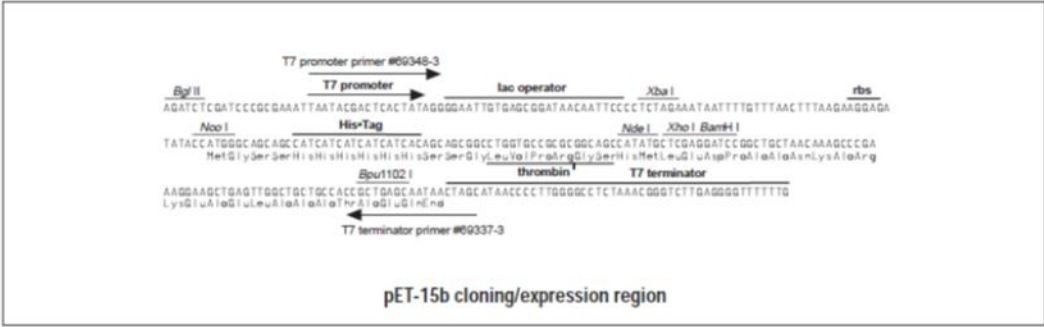 T7 promoter primer #69348-3
Bgl II T7 promoter lac operator Xba I rbs
AGATCTCGATCCCGCGAAATTAATACGACTCACTATAGGGGAATTGTGAGCGGATAACAATTCCCCTCTAGAAATAATTTTGTTTAACTTTAAGAAGGAGA
Nco I His•Tag Nde I Xho I BamH I
TATACCATGGGCAGCAGCCATCATCATCATCATCACAGCAGCGGCCTGGTGCCGCGCGGCAGCCATATGCTCGAGGATCCGGCTGCTAACAAAGCCCGA
MetGlySerSerHisHisHisHisHisHisSerSerGlyLeuValProArgGlySerHisMetLeuGluAspProAlaAlaAsnLysAlaArg
Bpu1102 I thrombin T7 terminator
AAGGAAGCTGAGTTGGCTGCTGCCACCGCTGAGCAATAACTAGCATAACCCCTTGGGGCCTCTAAACGGGTCTTGAGGGGTTTTTTG
LysGluAlaGluLeuAlaAlaAlaThrAlaGluGlnEnd
T7 terminator primer #69337-3
pET-15b cloning/expression region